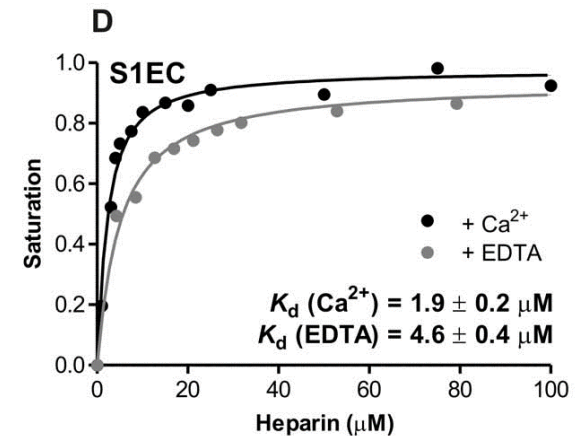 D
S1EC
1.0
0.8
0.6
0.4
0.2
0.0
Saturation
+ Ca²⁺
+ EDTA
Kd (Ca²⁺) = 1.9 ± 0.2 µM
Kd (EDTA) = 4.6 ± 0.4 µM
0 20 40 60 80 100
Heparin (µM)